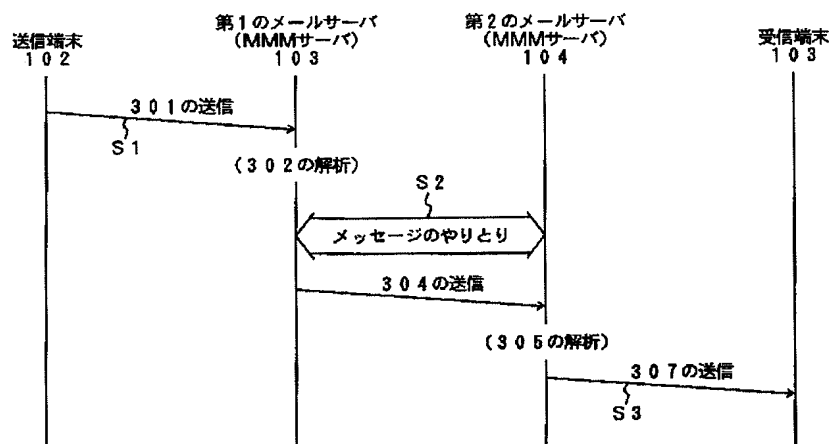 送信端末
102
第1のメールサーバ
(MMMサーバ)
103
第2のメールサーバ
(MMMサーバ)
104
受信端末
103
301の送信
S1
(302の解析)
S2
メッセージのやりとり
304の送信
(305の解析)
307の送信
S3